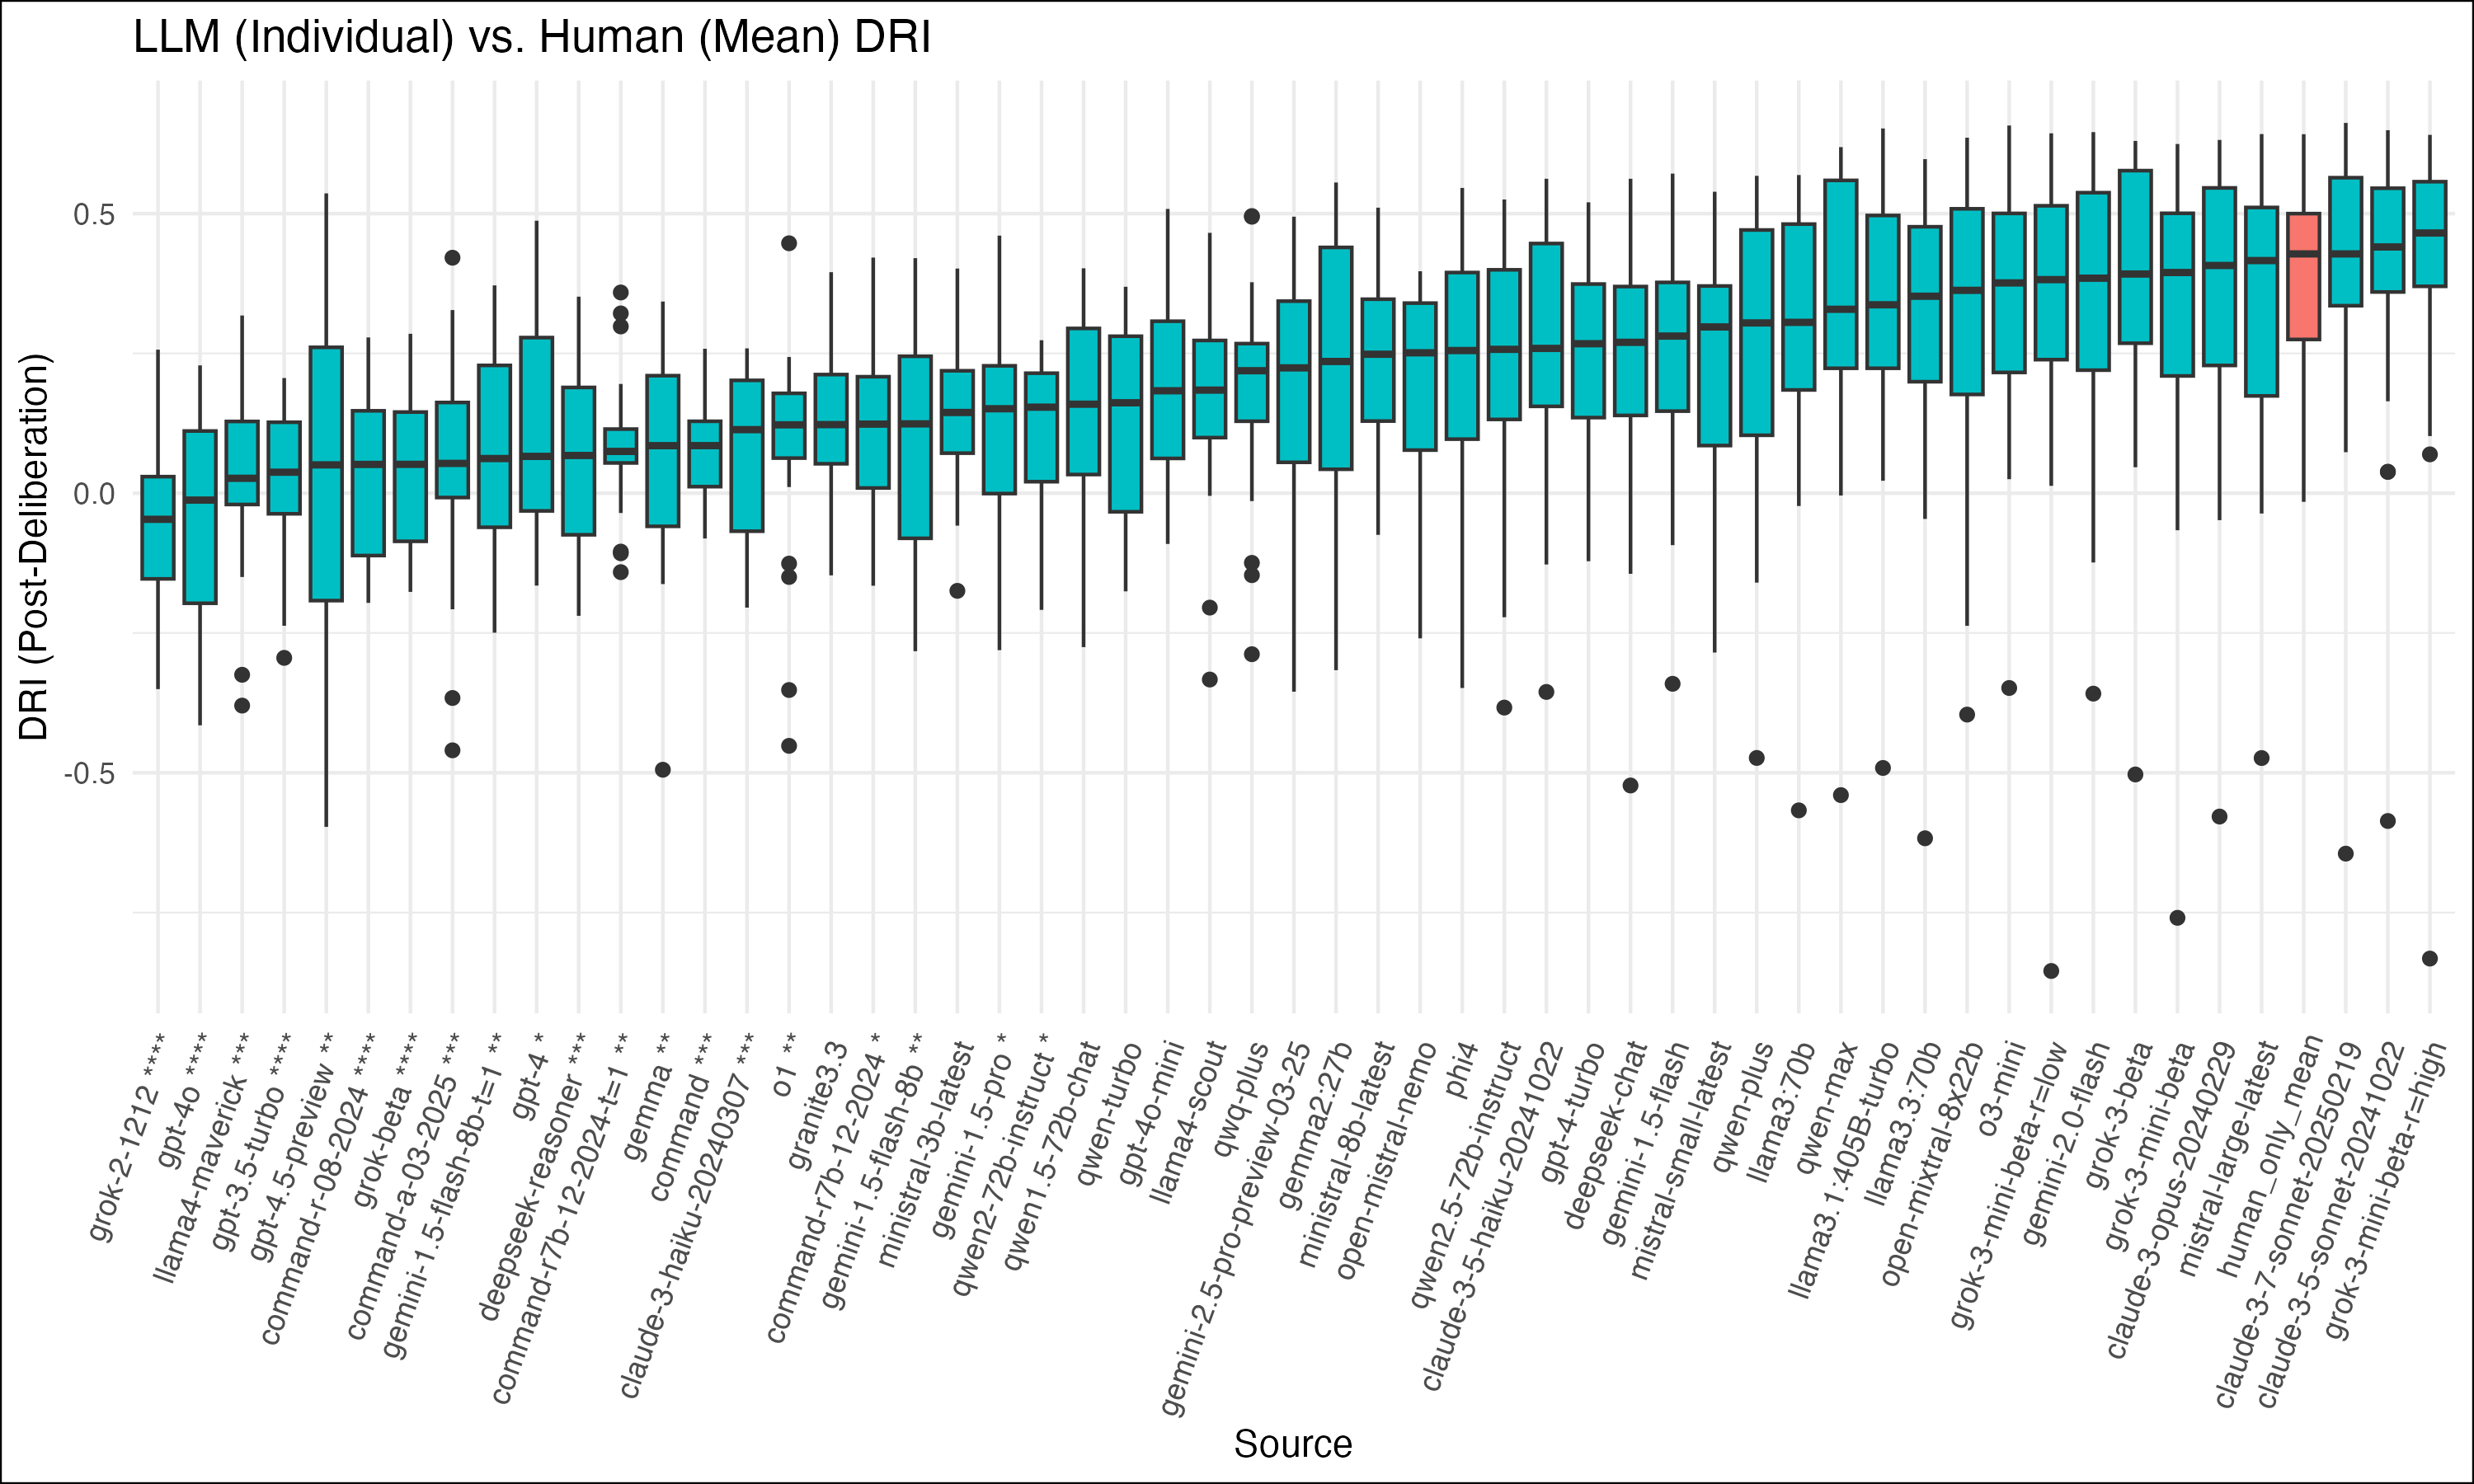 LLM (Individual) vs. Human (Mean) DRI
DRI (Post-Deliberation)
0.5
0.0
-0.5
grok-2-1212 ****
gpt-4o ****
llama4-maverick ***
gpt-3.5-turbo ****
gpt-4.5-preview **
command-r-08-2024 ****
grok-beta ****
command-a-03-2025 ***
gemini-1.5-flash-8b-t=1 **
gpt-4 *
deepseek-reasoner ***
command-r7b-12-2024-t=1 **
gemma **
command ***
claude-3-haiku-20240307 ***
o1 **
granite3.3
command-r7b-12-2024 *
gemini-1.5-flash-8b **
ministral-3b-latest
gemini-1.5-pro *
qwen2-72b-instruct *
qwen1.5-72b-chat
qwen-turbo
gpt-4o-mini
llama4-scout
qwq-plus
gemini-2.5-pro-preview-03-25
gemma2:27b
ministral-8b-latest
open-mistral-nemo
phi4
qwen2.5-72b-instruct
claude-3-5-haiku-20241022
gpt-4-turbo
deepseek-chat
gemini-1.5-flash
mistral-small-latest
qwen-plus
llama3:70b
qwen-max
llama3. 1:405B-turbo
llama3.3:70b
open-mixtral-8x22b
o3-mini
grok-3-mini-beta-r=low
gemini-2.0-flash
grok-3-beta
grok-3-mini-beta
claude-3-opus-20240229
mistral-large-latest
human_only_mean
claude-3-7-sonnet-20250219
claude-3-5-sonnet-20241022
grok-3-mini-beta-r=high
Source